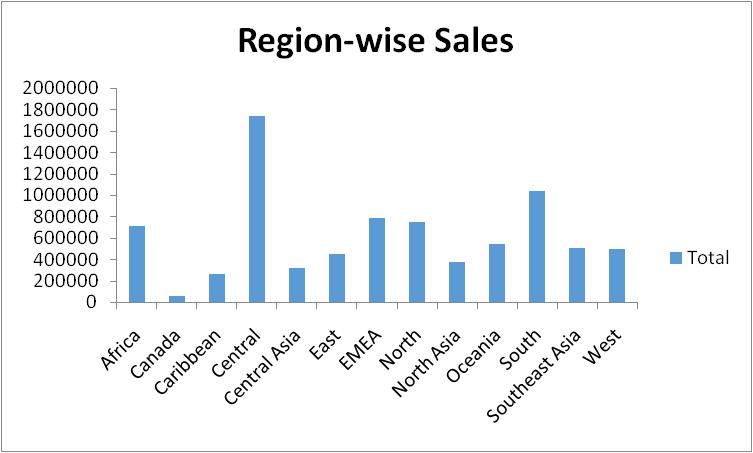 Region-wise Sales
2000000
1800000
1600000
1400000
1200000
1000000
800000
600000
400000
200000
0
Africa
Canada
Caribbean
Central
Central Asia
East
EMEA
North
North Asia
Oceania
South
Southeast Asia
West
Total